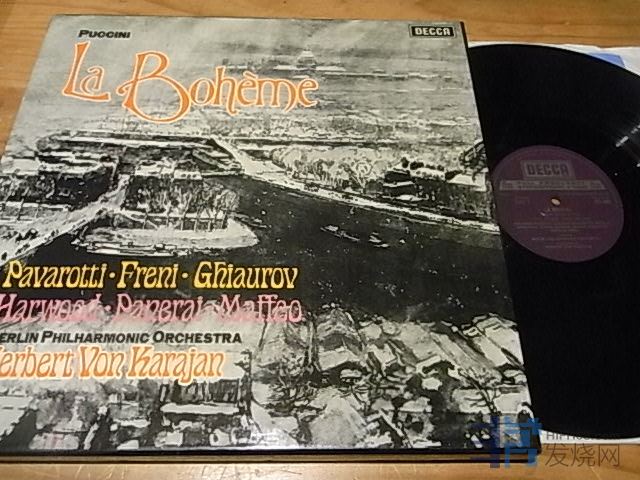 PUCCINI
DECCA
La Bohème
Pavarotti · Freni · Ghiaurov
Harwood · Panerai · Maffeo
ERLIN PHILHARMONIC ORCHESTRA
erbert Von Karajan
DECCA
发烧网